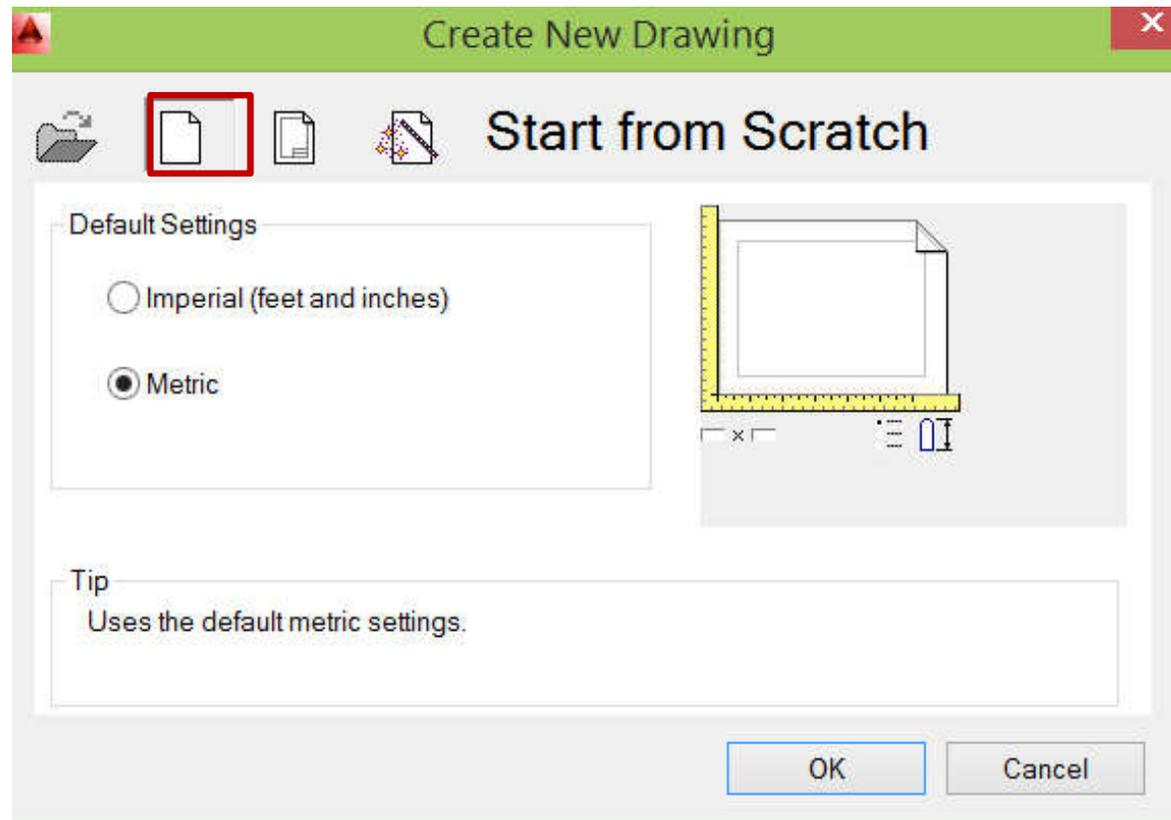 Create New Drawing
Start from Scratch
Default Settings
Imperial (feet and inches)
Metric
Tip
Uses the default metric settings.
OK
Cancel